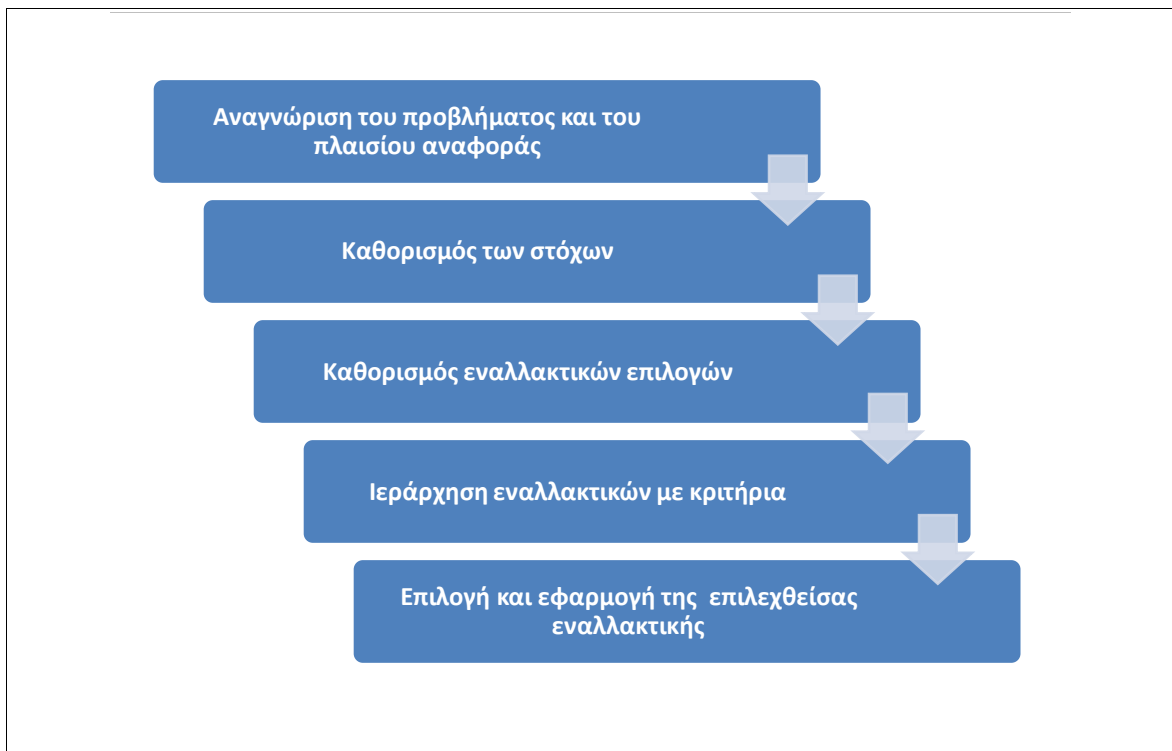 Αναγνώριση του προβλήματος και του
πλαισίου αναφοράς
Καθορισμός των στόχων
Καθορισμός εναλλακτικών επιλογών
Ιεράρχηση εναλλακτικών με κριτήρια
Επιλογή και εφαρμογή της επιλεχθείσας
εναλλακτικής